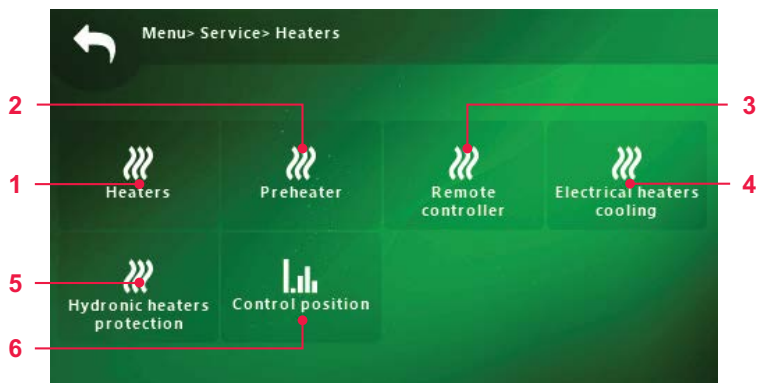 Menu> Service> Heaters
2
3
1
Heaters
Preheater
Remote
controller
Electrical heaters
cooling
4
5
Hydronic heaters
protection
Control position
6